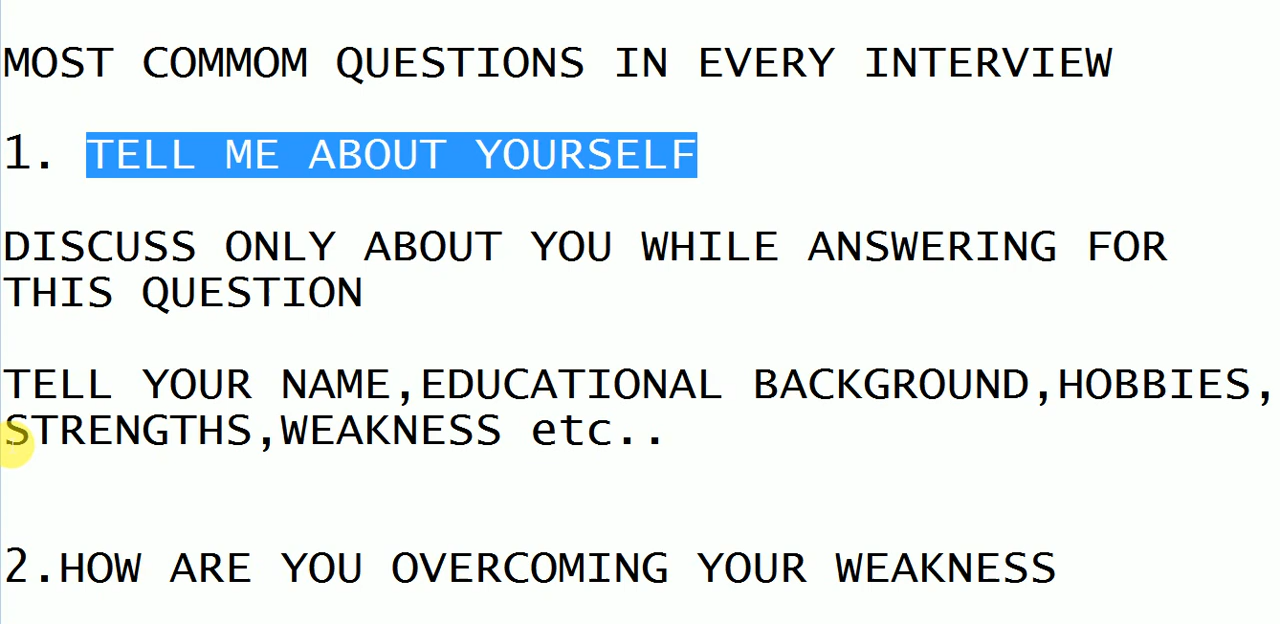 MOST COMMOM QUESTIONS IN EVERY INTERVIEW
1. TELL ME ABOUT YOURSELF
DISCUSS ONLY ABOUT YOU WHILE ANSWERING FOR
THIS QUESTION
TELL YOUR NAME,EDUCATIONAL BACKGROUND,HOBBIES,
STRENGTHS,WEAKNESS etc..
2.HOW ARE YOU OVERCOMING YOUR WEAKNESS